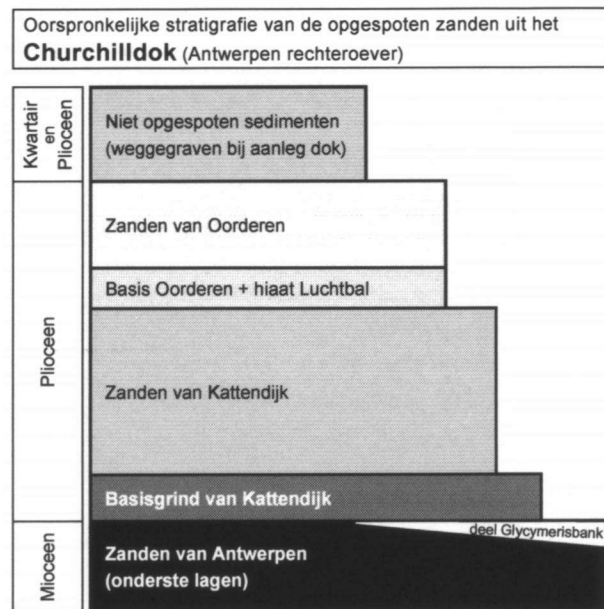 Oorspronkelijke stratigrafie van de opgespoten zanden uit het
Churchilldok (Antwerpen rechteroever)
Kwartair
en
Plioceen
Niet opgespoten sedimenten
(weggegraven bij aanleg dok)
Plioceen
Zanden van Oorderen
Basis Oorderen + hiaat Luchtbal
Zanden van Kattendijk
Basisgrind van Kattendijk
Mioceen
deel Glycymerisbank
Zanden van Antwerpen
(onderste lagen)